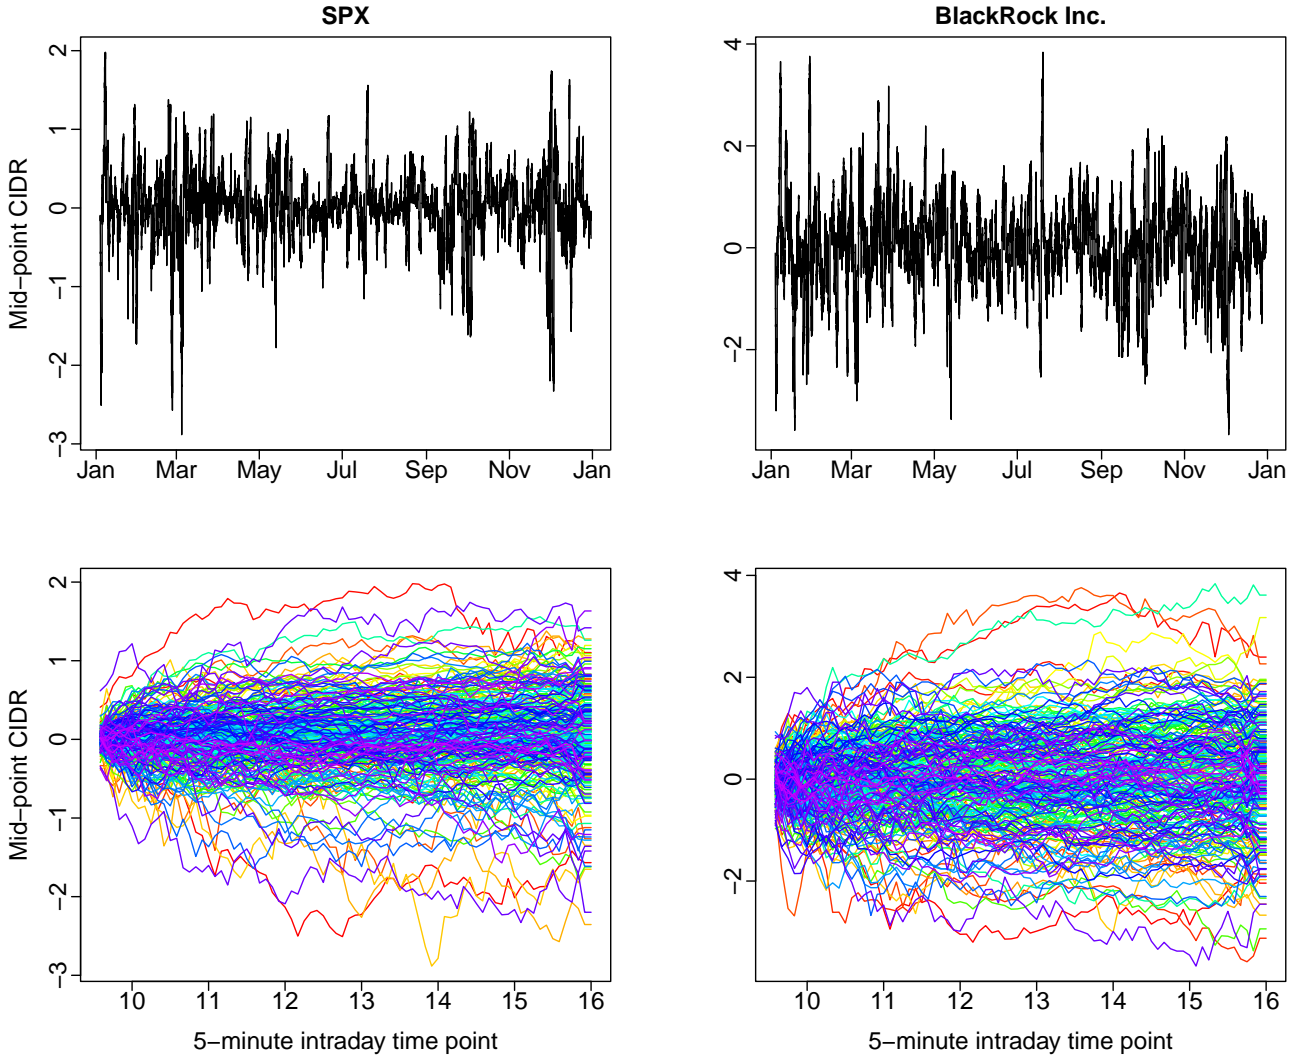 SPX
BlackRock Inc.
Mid−point CIDR
2
1
0
−1
−2
−3
Jan Mar May Jul Sep Nov Jan
4
2
0
−2
Jan Mar May Jul Sep Nov Jan
Mid−point CIDR
2
1
0
−1
−2
−3
10 11 12 13 14 15 16
5−minute intraday time point
4
2
0
−2
10 11 12 13 14 15 16
5−minute intraday time point